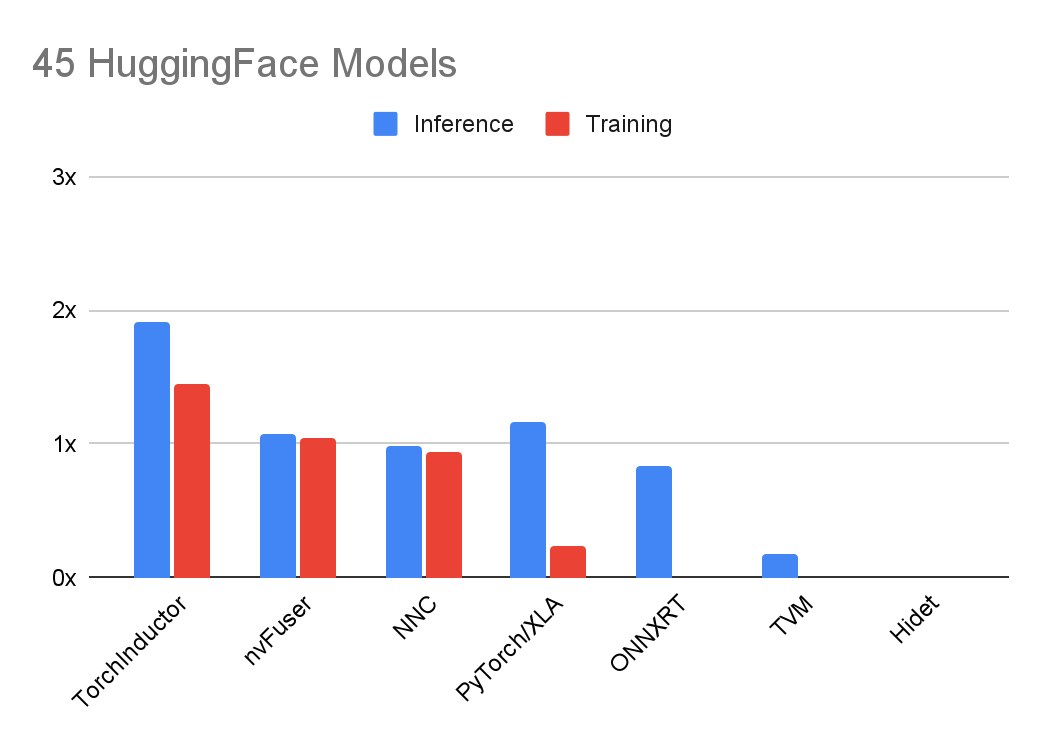 45 HuggingFace Models
Inference Training
3x
2x
1x
0x
TorchInductor
nvFuser
NNC
PyTorch/XLA
ONNXRT
TVM
Hidet